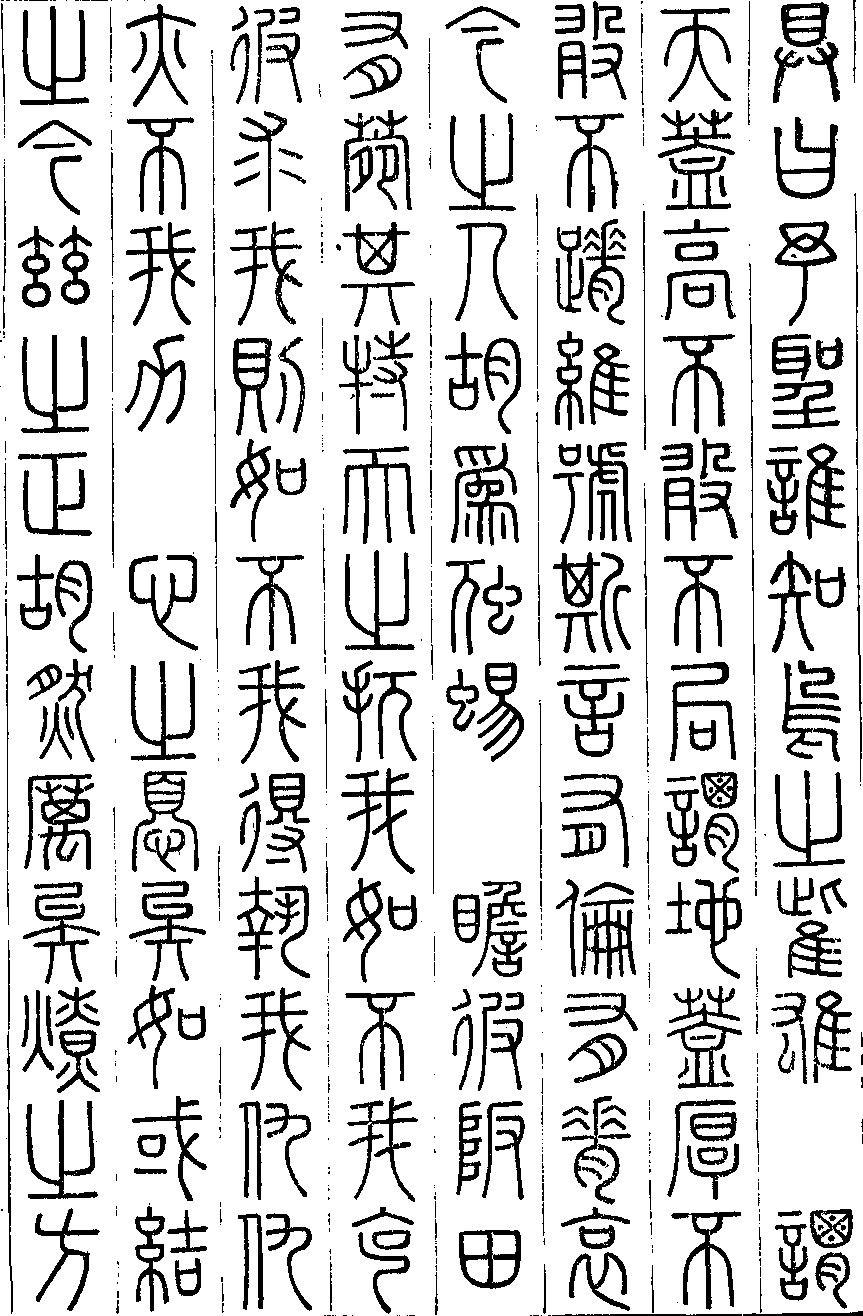 具曰予聖誰知烏之雌雄　謂
天蓋高不敢不局謂地蓋厚不
敢不蹐維號斯言有倫有脊哀
今之人胡為虺蜴　瞻彼阪田
有菀其特天之扤我如不我克
彼求我則如不我得執我仇仇
亦不我力　心之憂矣如或結
之今茲之正胡然厲矣燎之方